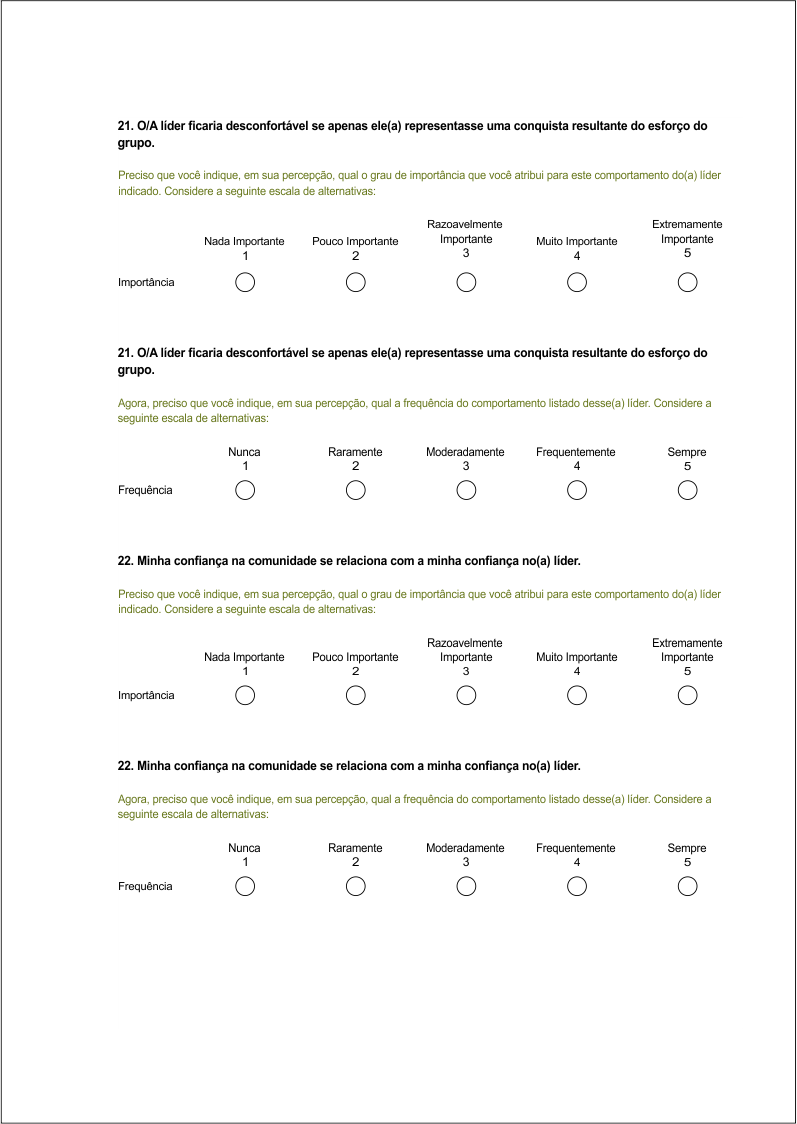 21. O/A líder ficaria desconfortável se apenas ele(a) representasse uma conquista resultante do esforço do
grupo.
Preciso que você indique, em sua percepção, qual o grau de importância que você atribui para este comportamento do(a) líder
indicado. Considere a seguinte escala de alternativas:
Nada Importante 1
Pouco Importante 2
Razoavelmente Importante 3
Muito Importante 4
Extremamente Importante 5
Importância
21. O/A líder ficaria desconfortável se apenas ele(a) representasse uma conquista resultante do esforço do
grupo.
Agora, preciso que você indique, em sua percepção, qual a frequência do comportamento listado desse(a) líder. Considere a
seguinte escala de alternativas:
Nunca 1
Raramente 2
Moderadamente 3
Frequentemente 4
Sempre 5
Frequência
22. Minha confiança na comunidade se relaciona com a minha confiança no(a) líder.
Preciso que você indique, em sua percepção, qual o grau de importância que você atribui para este comportamento do(a) líder
indicado. Considere a seguinte escala de alternativas:
Nada Importante 1
Pouco Importante 2
Razoavelmente Importante 3
Muito Importante 4
Extremamente Importante 5
Importância
22. Minha confiança na comunidade se relaciona com a minha confiança no(a) líder.
Agora, preciso que você indique, em sua percepção, qual a frequência do comportamento listado desse(a) líder. Considere a
seguinte escala de alternativas:
Nunca 1
Raramente 2
Moderadamente 3
Frequentemente 4
Sempre 5
Frequência